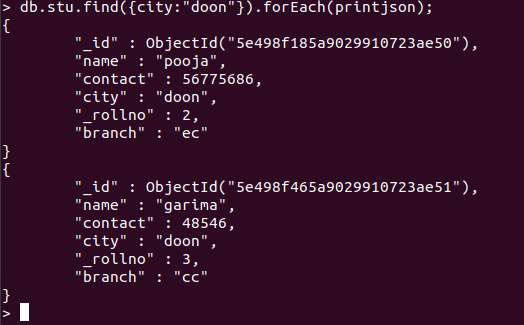 > db.stu.find({city:"doon"}).forEach(printjson);
{
        "_id" : ObjectId("5e498f185a9029910723ae50"),
        "name" : "pooja",
        "contact" : 56775686,
        "city" : "doon",
        "_rollno" : 2,
        "branch" : "ec"
}
{
        "_id" : ObjectId("5e498f465a9029910723ae51"),
        "name" : "garima",
        "contact" : 48546,
        "city" : "doon",
        "_rollno" : 3,
        "branch" : "cc"
}
>